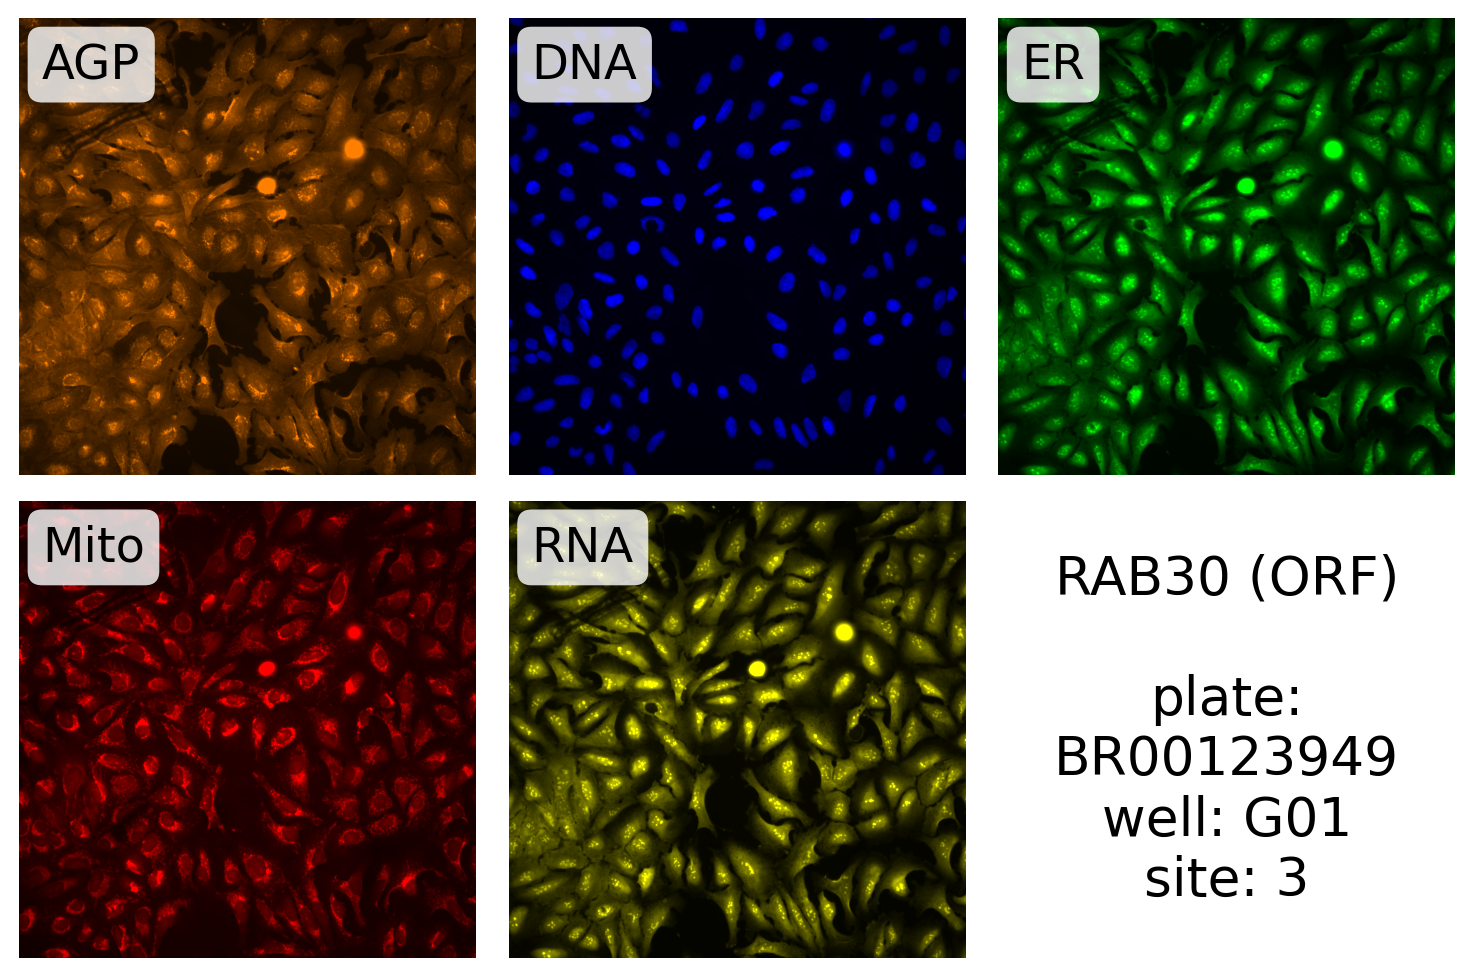 AGP
DNA
ER
Mito
RNA
RAB30 (ORF)
plate:
BR00123949
well: G01
site: 3